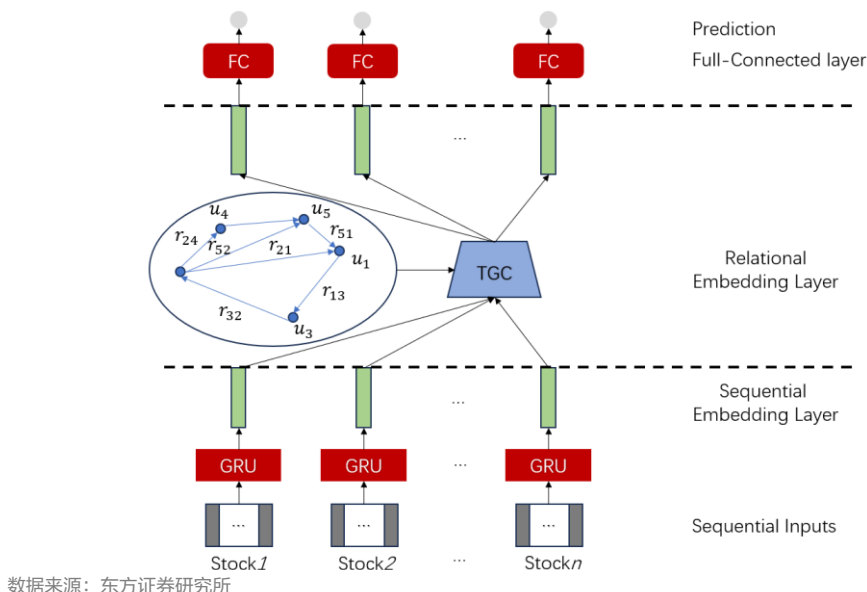 Prediction
FC FC FC Full-Connected layer
...
u₄ u₅
r₂₄ r₅₂ r₂₁ r₅₁
u₁
TGC
Relational
Embedding Layer
r₁₃
r₃₂
u₃
Sequential
Embedding Layer
...
GRU GRU ... GRU
... ... ...
Sequential Inputs
Stock1 Stock2 ... Stockn
数据来源：东方证券研究所